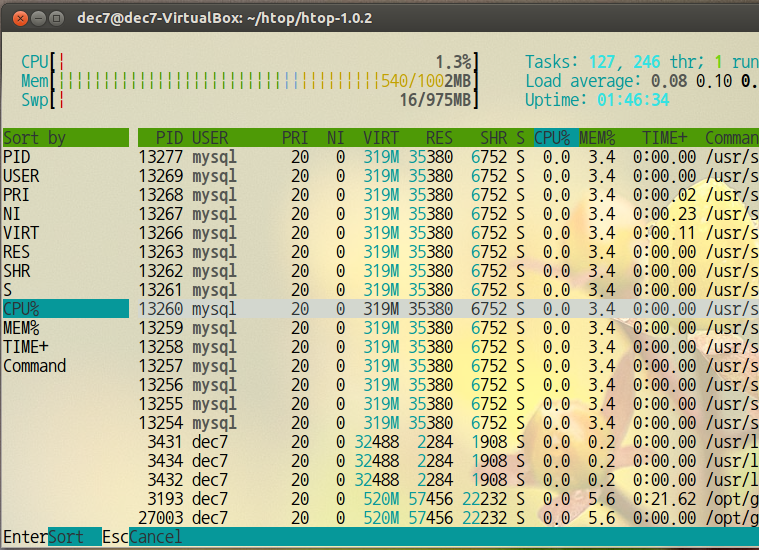 dec7@dec7-VirtualBox: ~/htop/htop-1.0.2
CPU[| 1.3%] Tasks: 127, 246 thr; 1 run
Mem[||||||||||||||||||||||||||||||||||||540/1002MB] Load average: 0.08 0.10 0.
Swp[| 16/975MB] Uptime: 01:46:34
Sort by PID USER PRI NI VIRT RES SHR S CPU% MEM% TIME+ Comman
PID 13277 mysql 20 0 319M 35380 6752 S 0.0 3.4 0:00.00 /usr/s
USER 13269 mysql 20 0 319M 35380 6752 S 0.0 3.4 0:00.00 /usr/s
PRI 13268 mysql 20 0 319M 35380 6752 S 0.0 3.4 0:00.02 /usr/s
NI 13267 mysql 20 0 319M 35380 6752 S 0.0 3.4 0:00.23 /usr/s
VIRT 13266 mysql 20 0 319M 35380 6752 S 0.0 3.4 0:00.11 /usr/s
RES 13263 mysql 20 0 319M 35380 6752 S 0.0 3.4 0:00.00 /usr/s
SHR 13262 mysql 20 0 319M 35380 6752 S 0.0 3.4 0:00.00 /usr/s
S 13261 mysql 20 0 319M 35380 6752 S 0.0 3.4 0:00.00 /usr/s
CPU% 13260 mysql 20 0 319M 35380 6752 S 0.0 3.4 0:00.00 /usr/s
MEM% 13259 mysql 20 0 319M 35380 6752 S 0.0 3.4 0:00.00 /usr/s
TIME+ 13258 mysql 20 0 319M 35380 6752 S 0.0 3.4 0:00.00 /usr/s
Command 13257 mysql 20 0 319M 35380 6752 S 0.0 3.4 0:00.00 /usr/s
13256 mysql 20 0 319M 35380 6752 S 0.0 3.4 0:00.00 /usr/s
13255 mysql 20 0 319M 35380 6752 S 0.0 3.4 0:00.00 /usr/s
13254 mysql 20 0 319M 35380 6752 S 0.0 3.4 0:00.00 /usr/s
3431 dec7 20 0 32488 2284 1908 S 0.0 0.2 0:00.00 /usr/l
3434 dec7 20 0 32488 2284 1908 S 0.0 0.2 0:00.00 /usr/l
3432 dec7 20 0 32488 2284 1908 S 0.0 0.2 0:00.00 /usr/l
3193 dec7 20 0 520M 57456 22232 S 0.0 5.6 0:21.62 /opt/g
27003 dec7 20 0 520M 57456 22232 S 0.0 5.6 0:00.00 /opt/g
EnterSort EscCancel